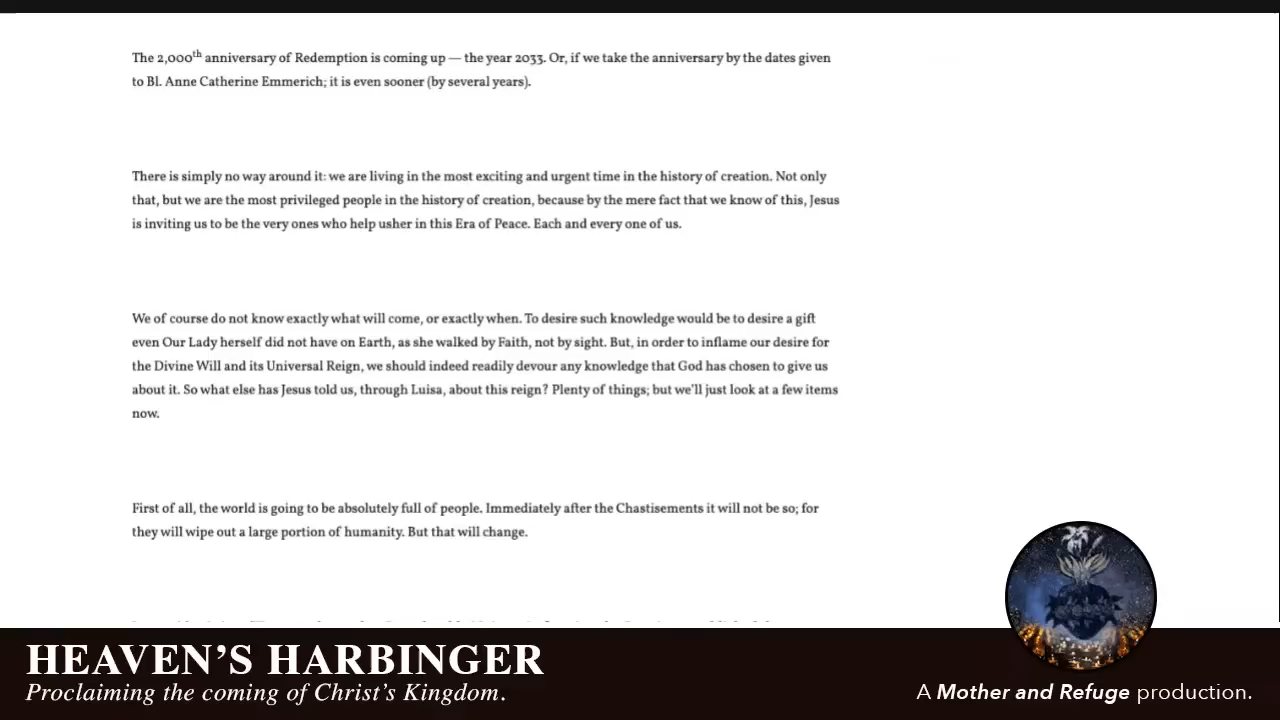 The 2,000th anniversary of Redemption is coming up — the year 2033. Or, if we take the anniversary by the dates given
to Bl. Anne Catherine Emmerich; it is even sooner (by several years).
There is simply no way around it: we are living in the most exciting and urgent time in the history of creation. Not only
that, but we are the most privileged people in the history of creation, because by the mere fact that we know of this, Jesus
is inviting us to be the very ones who help usher in this Era of Peace. Each and every one of us.
We of course do not know exactly what will come, or exactly when. To desire such knowledge would be to desire a gift
even Our Lady herself did not have on Earth, as she walked by Faith, not by sight. But, in order to inflame our desire for
the Divine Will and its Universal Reign, we should indeed readily devour any knowledge that God has chosen to give us
about it. So what else has Jesus told us, through Luisa, about this reign? Plenty of things; but we'll just look at a few items
now.
First of all, the world is going to be absolutely full of people. Immediately after the Chastisements it will not be so; for
they will wipe out a large portion of humanity. But that will change.
HEAVEN'S HARBINGER
Proclaiming the coming of Christ's Kingdom.
A Mother and Refuge production.